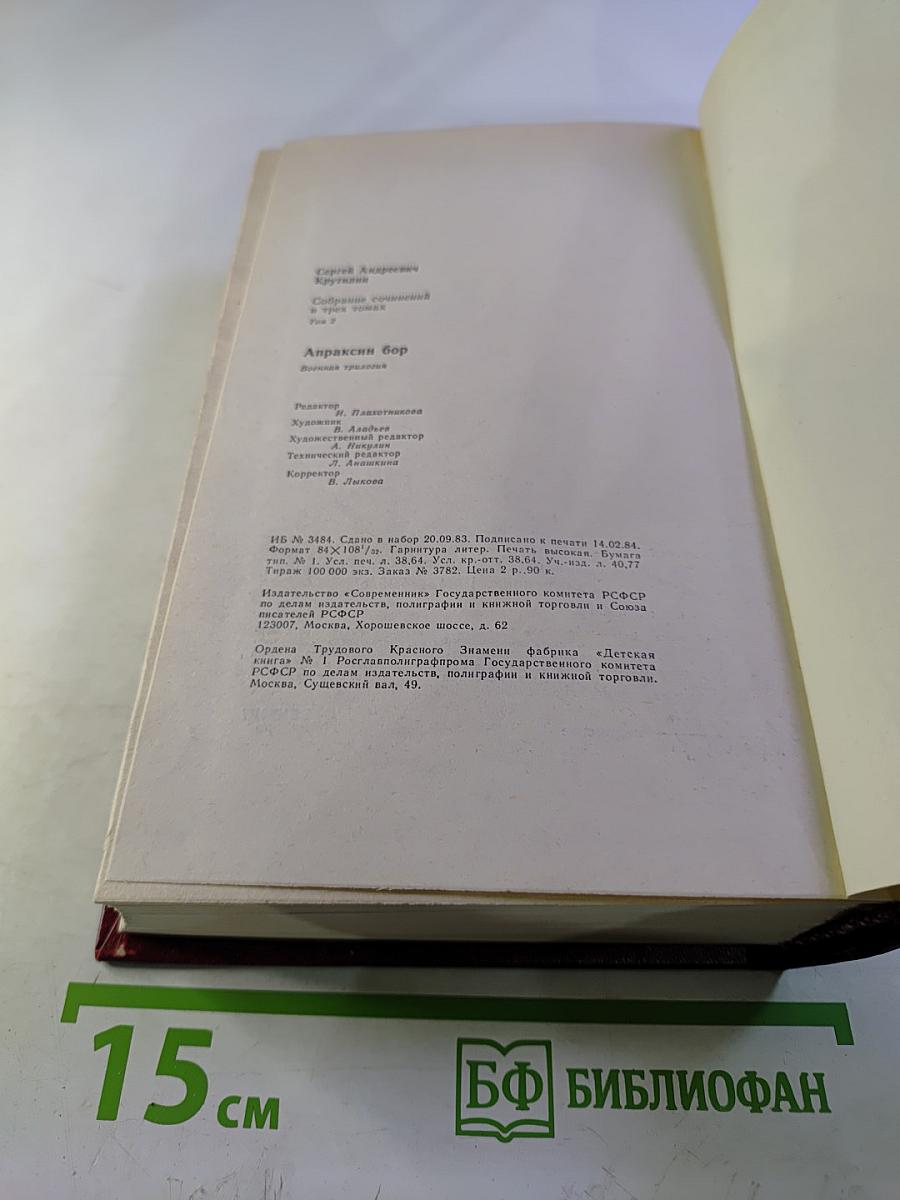 Сергей Андреевич
Крутилин
Собрание сочинений
в трех томах
Том 2
Апраксин бор
Военная трилогия
Редактор
И. Плахотникова
Художник
В. Аладьев
Художественный редактор
А. Никулин
Технический редактор
Л. Анашкина
Корректор
В. Лыкова
ИБ № 3484. Сдано в набор 20.09.83. Подписано к печати 14.02.84.
Формат 84×108¹/₃₂. Гарнитура литер. Печать высокая. Бумага
тип. № 1. Усл. печ. л. 38,64. Усл. кр.-отт. 38,64. Уч.-изд. л. 40,77
Тираж 100 000 экз. Заказ № 3782. Цена 2 р. 90 к.
Издательство «Современник» Государственного комитета РСФСР
по делам издательств, полиграфии и книжной торговли и Союза
писателей РСФСР
123007, Москва, Хорошевское шоссе, д. 62
Ордена Трудового Красного Знамени фабрика «Детская
книга» № 1 Росглавполиграфпрома Государственного комитета
РСФСР по делам издательств, полиграфии и книжной торговли.
Москва, Сущевский вал, 49.
15 см
БФ БИБЛИОФАН